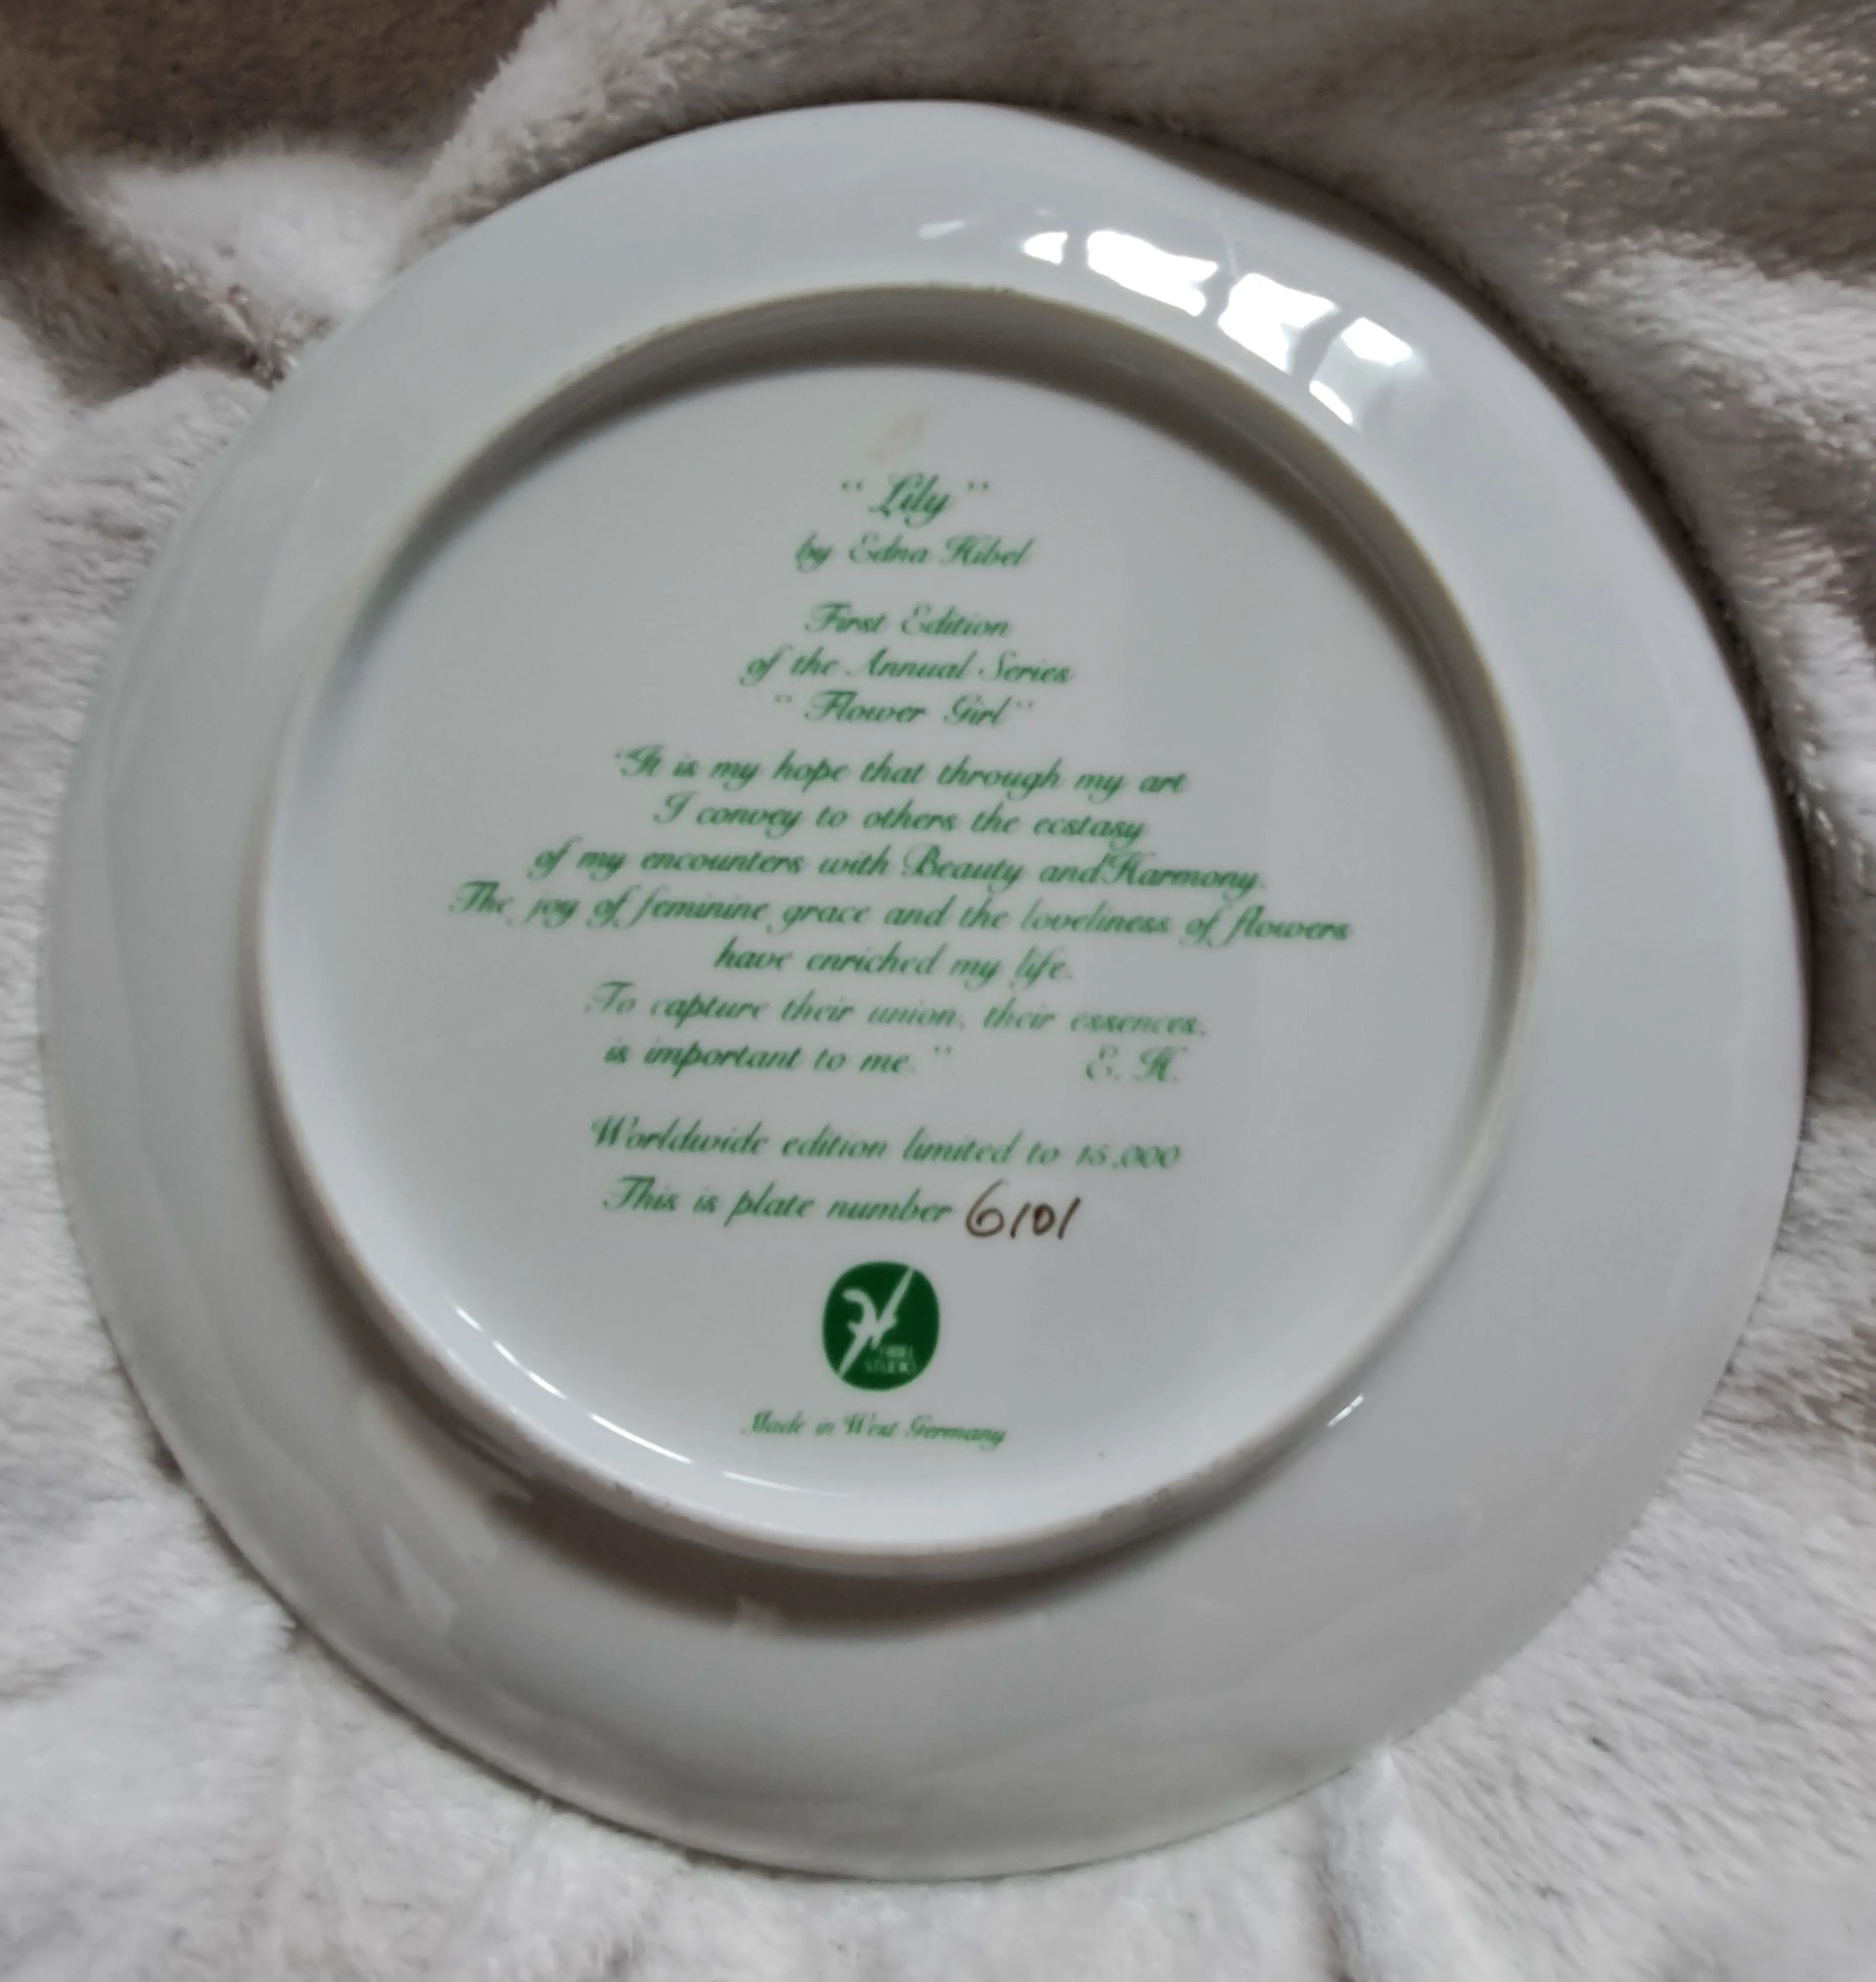 "Lily"
by Edna Hibel
First Edition
of the Annual Series
"Flower Girl"
"It is my hope that through my art
I convey to others the ecstasy
of my encounters with Beauty and Harmony.
The joy of feminine grace and the loveliness of flowers
have enriched my life.
To capture their union, their essences,
is important to me." E. H.
Worldwide edition limited to 15,000
This is plate number 6101
HIBEL
STUDIO
Made in West Germany